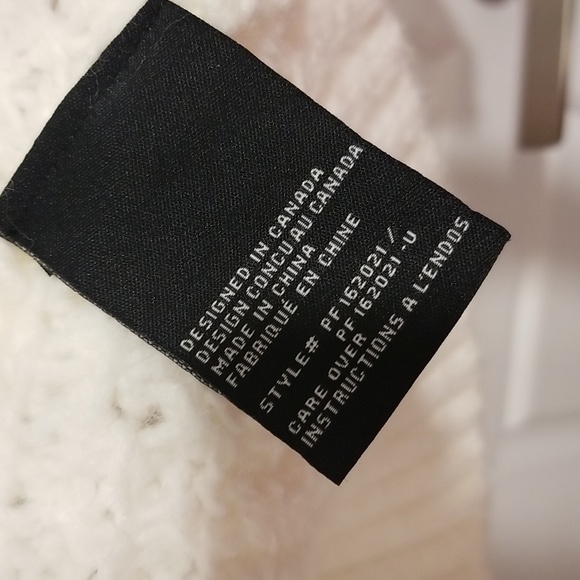 DESIGNED IN CANADA
DESIGN CONCU AU CANADA
MADE IN CHINA
FABRIQUÉ EN CHINE
STYLE# PF162021 /
PF162021-U
CARE OVER
INSTRUCTIONS A L'ENDOS